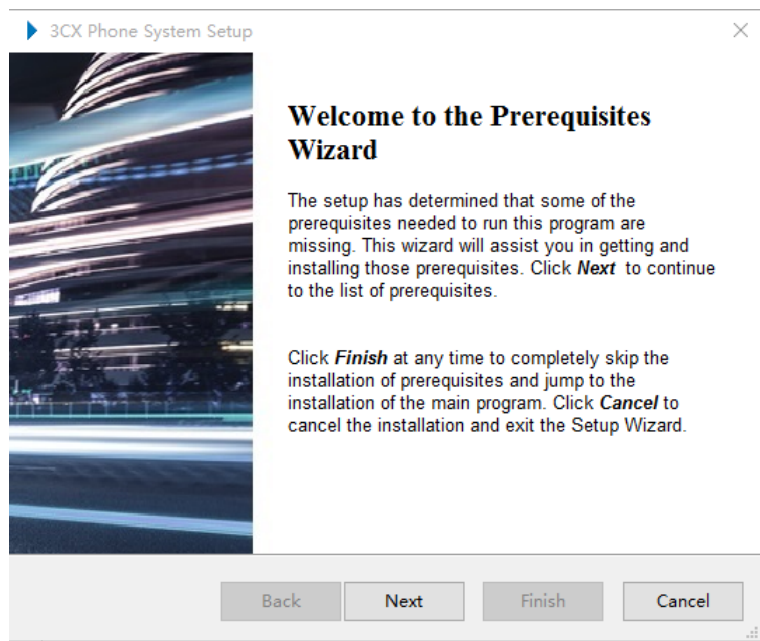 3CX Phone System Setup
Welcome to the Prerequisites
Wizard
The setup has determined that some of the
prerequisites needed to run this program are
missing. This wizard will assist you in getting and
installing those prerequisites. Click Next to continue
to the list of prerequisites.
Click Finish at any time to completely skip the
installation of prerequisites and jump to the
installation of the main program. Click Cancel to
cancel the installation and exit the Setup Wizard.
Back Next Finish Cancel